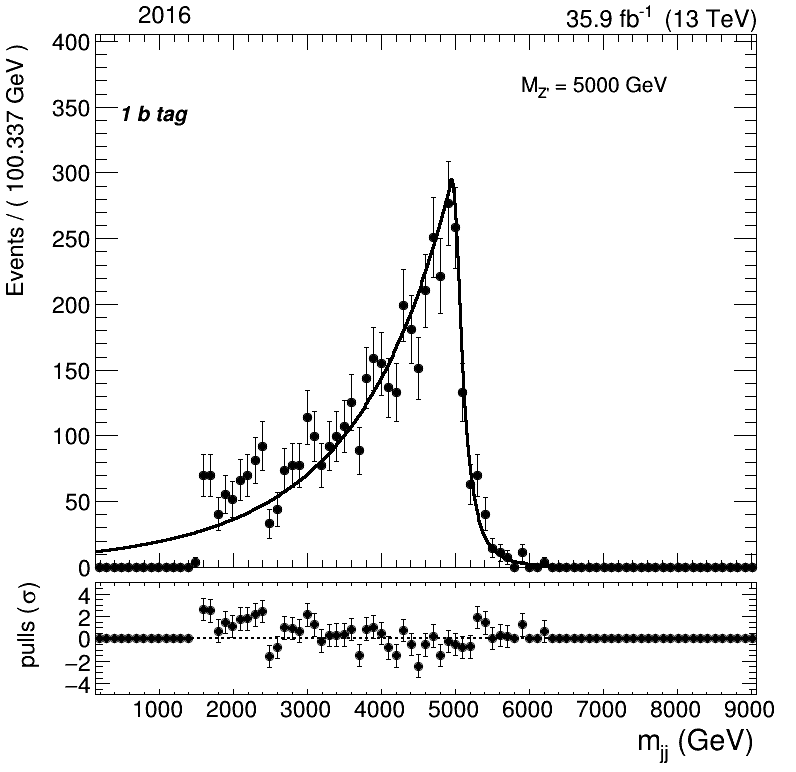 2016 35.9 fb⁻¹ (13 TeV)
Events / ( 100.337 GeV )
400
350
300
250
200
150
100
50
0
1 b tag
M_Z' = 5000 GeV
pulls (σ)
4
2
0
−2
−4
1000 2000 3000 4000 5000 6000 7000 8000 9000
m_jj (GeV)